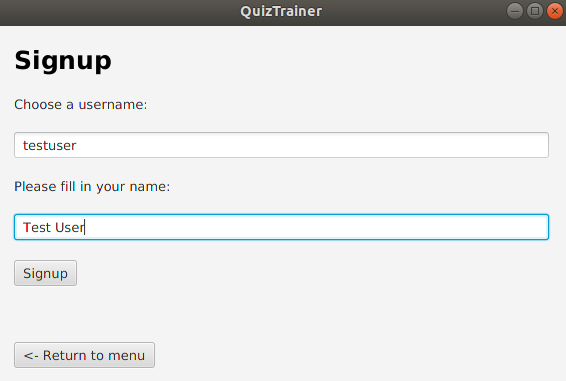 QuizTrainer
Signup
Choose a username:
testuser
Please fill in your name:
Test User
Signup
<- Return to menu